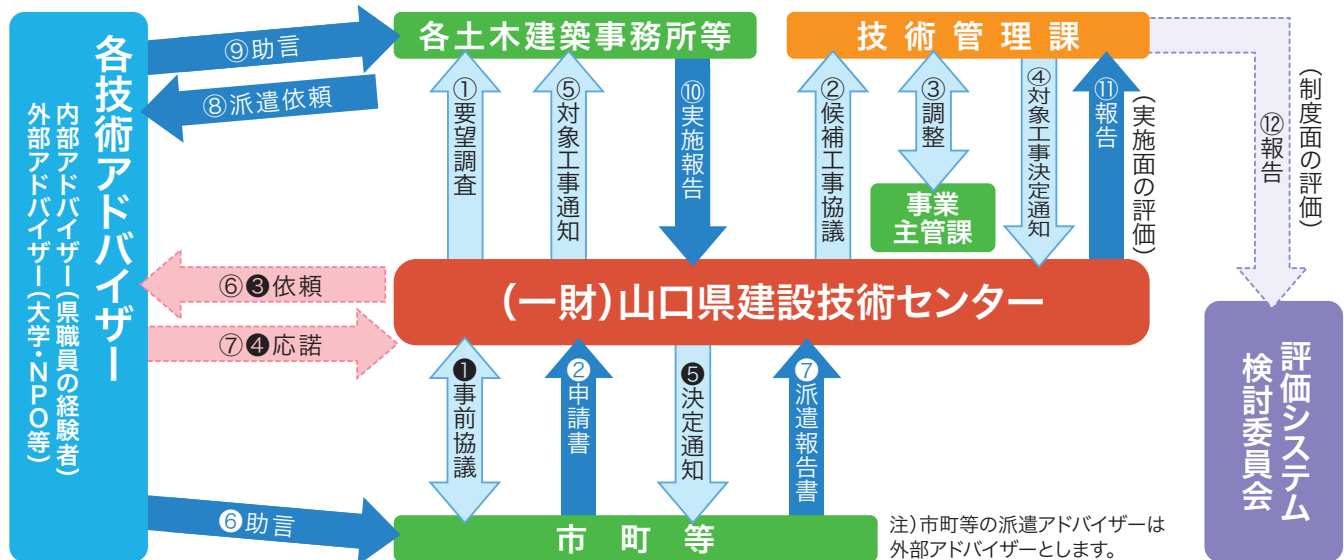 各技術アドバイザー
内部アドバイザー(県職員の経験者)
外部アドバイザー(大学・NPO等)
⑨助言
⑧派遣依頼
各土木建築事務所等
技術管理課
①要望調査
⑤対象工事通知
⑩実施報告
②候補工事協議
③調整
④対象工事決定通知
⑪報告
(実施面の評価)
⑫報告
(制度面の評価)
事業
主管課
⑥❸依頼
⑦❹応諾
(一財)山口県建設技術センター
❶事前協議
❷申請書
❺決定通知
❼派遣報告書
評価システム
検討委員会
❻助言
市町等
注)市町等の派遣アドバイザーは
外部アドバイザーとします。